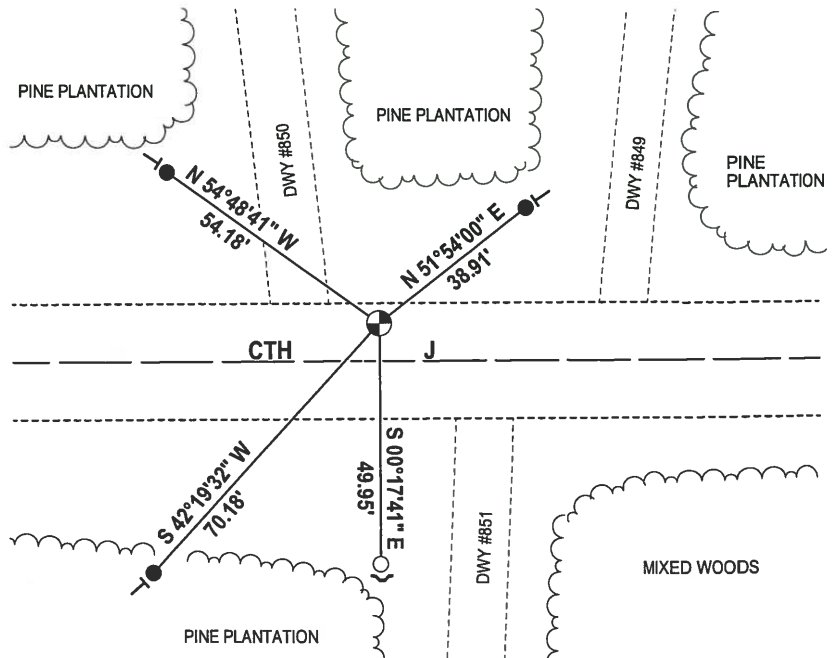 PINE PLANTATION
DWY #850
PINE PLANTATION
DWY #849
PINE
PLANTATION
N 54°48'41" W
54.18'
N 51°54'00" E
38.91'
CTH J
S 42°19'32" W
70.18'
S 00°17'41" E
49.95'
DWY #851
MIXED WOODS
PINE PLANTATION